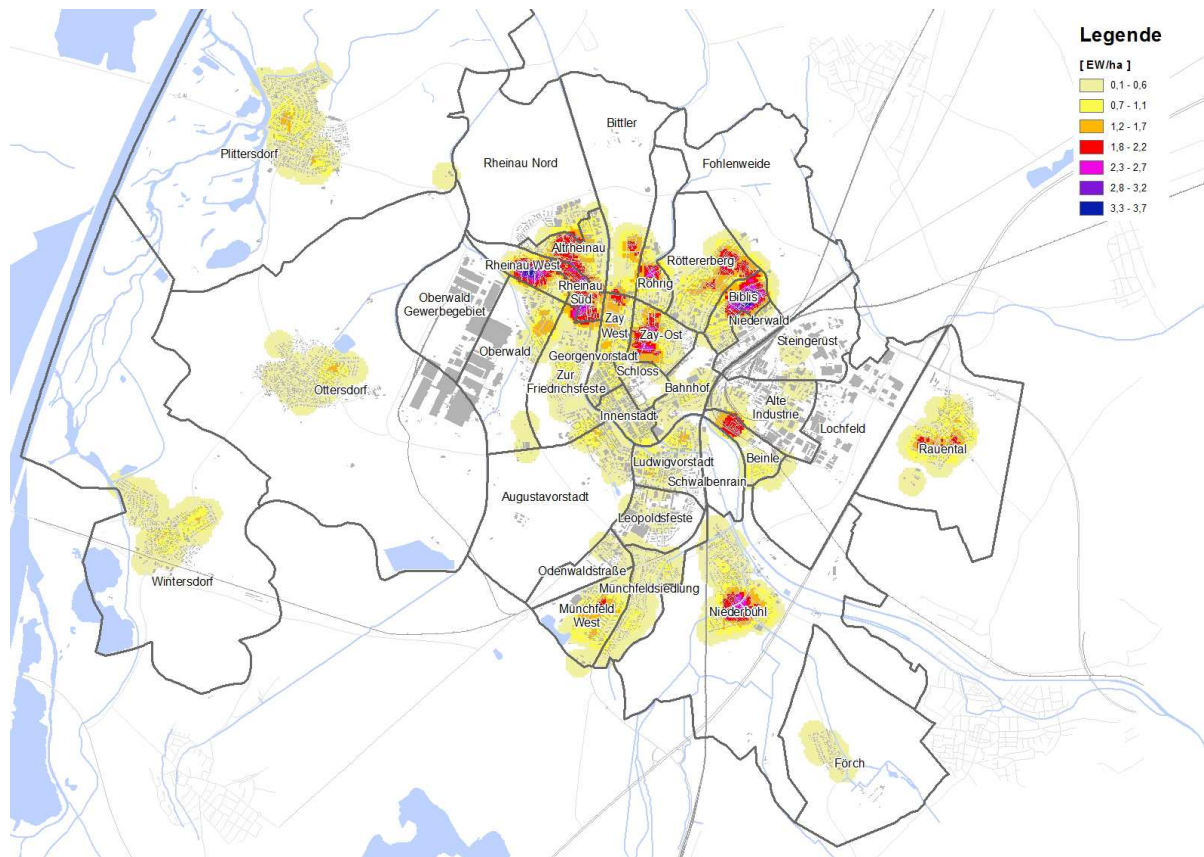 Legende
[ EW/ha ]
0,1 - 0,6
0,7 - 1,1
1,2 - 1,7
1,8 - 2,2
2,3 - 2,7
2,8 - 3,2
3,3 - 3,7
Bittler
Plittersdorf
Rheinau Nord
Fohlenweide
Altrheinau
Röttererberg
Rheinau West
Rheinau
Süd
Röhrig
Biblis
Oberwald
Gewerbegebiet
Zay
West
Niederwald
Zay-Ost
Steingerüst
Oberwald
Georgenvorstadt
Schloss
Zur
Friedrichsfeste
Bahnhof
Ottersdorf
Innenstadt
Alte
Industrie
Lochfeld
Rauental
Ludwigvorstadt
Beinle
Schwalbenrain
Augustavorstadt
Leopoldsfeste
Odenwaldstraße
Wintersdorf
Münchfeldsiedlung
Münchfeld
West
Niederbühl
Förch